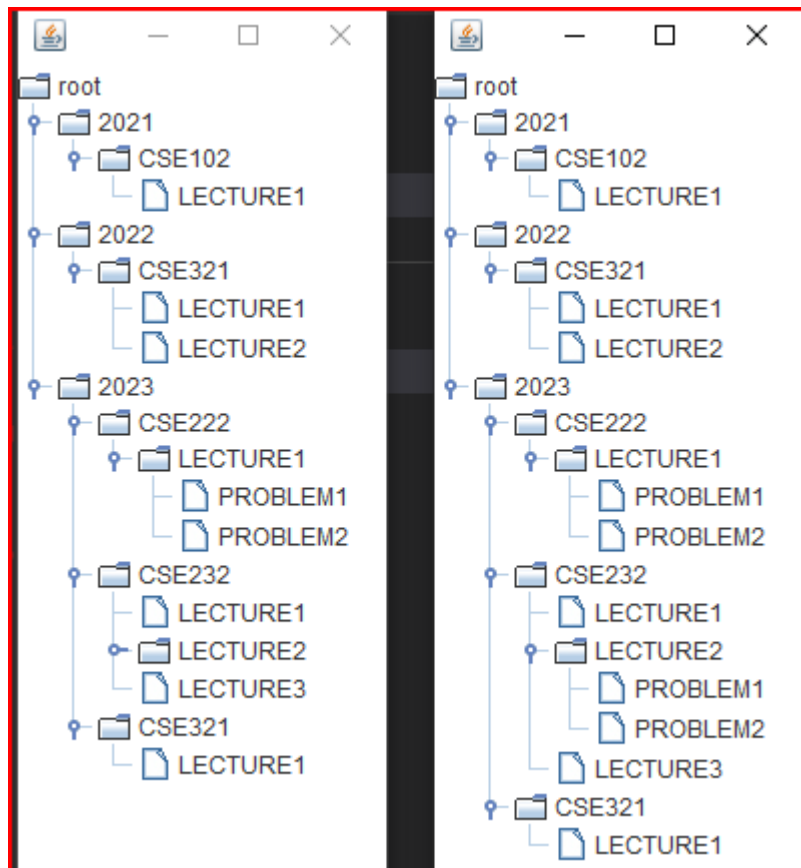 root
2021
CSE102
LECTURE1
2022
CSE321
LECTURE1
LECTURE2
2023
CSE222
LECTURE1
PROBLEM1
PROBLEM2
CSE232
LECTURE1
LECTURE2
LECTURE3
CSE321
LECTURE1
root
2021
CSE102
LECTURE1
2022
CSE321
LECTURE1
LECTURE2
2023
CSE222
LECTURE1
PROBLEM1
PROBLEM2
CSE232
LECTURE1
LECTURE2
PROBLEM1
PROBLEM2
LECTURE3
CSE321
LECTURE1